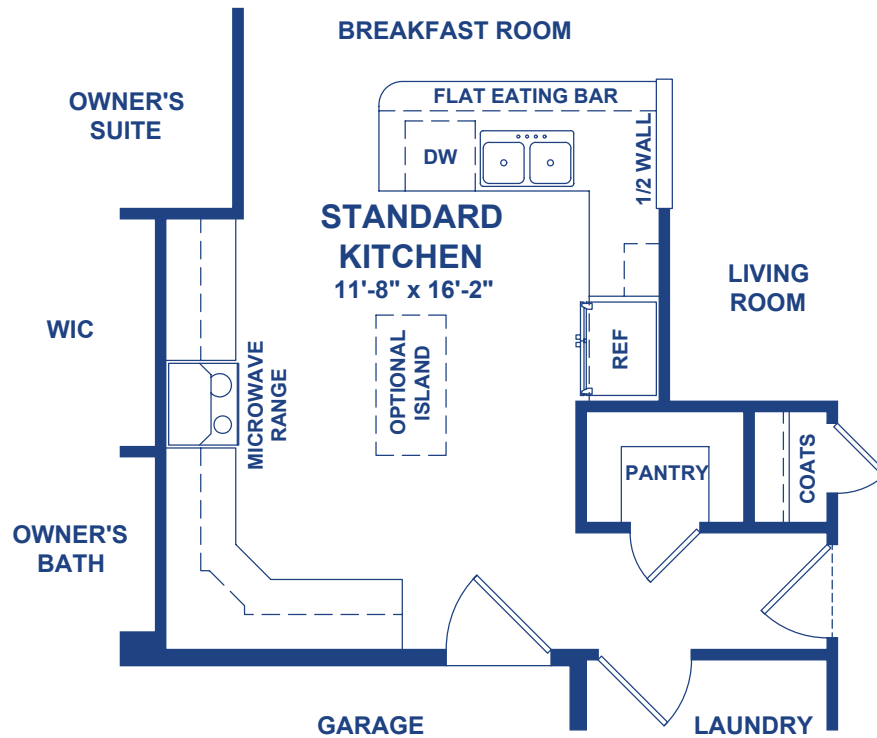 BREAKFAST ROOM
OWNER'S
SUITE
FLAT EATING BAR
DW
1/2 WALL
STANDARD
KITCHEN
11'-8" x 16'-2"
LIVING
ROOM
WIC
MICROWAVE
RANGE
OPTIONAL
ISLAND
REF
PANTRY
COATS
OWNER'S
BATH
GARAGE
LAUNDRY